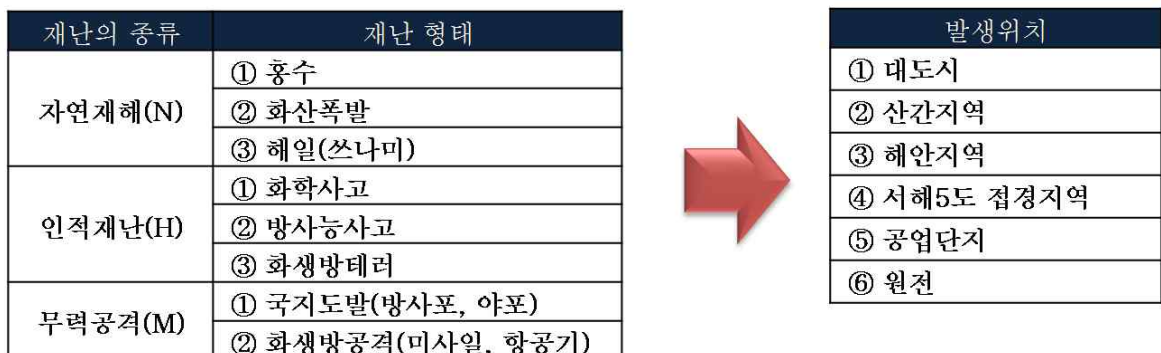 재난의 종류 재난 형태
자연재해(N)
① 홍수
② 화산폭발
③ 해일(쓰나미)
인적재난(H)
① 화학사고
② 방사능사고
③ 화생방테러
무력공격(M)
① 국지도발(방사포, 야포)
② 화생방공격(미사일, 항공기)
발생위치
① 대도시
② 산간지역
③ 해안지역
④ 서해5도 접경지역
⑤ 공업단지
⑥ 원전